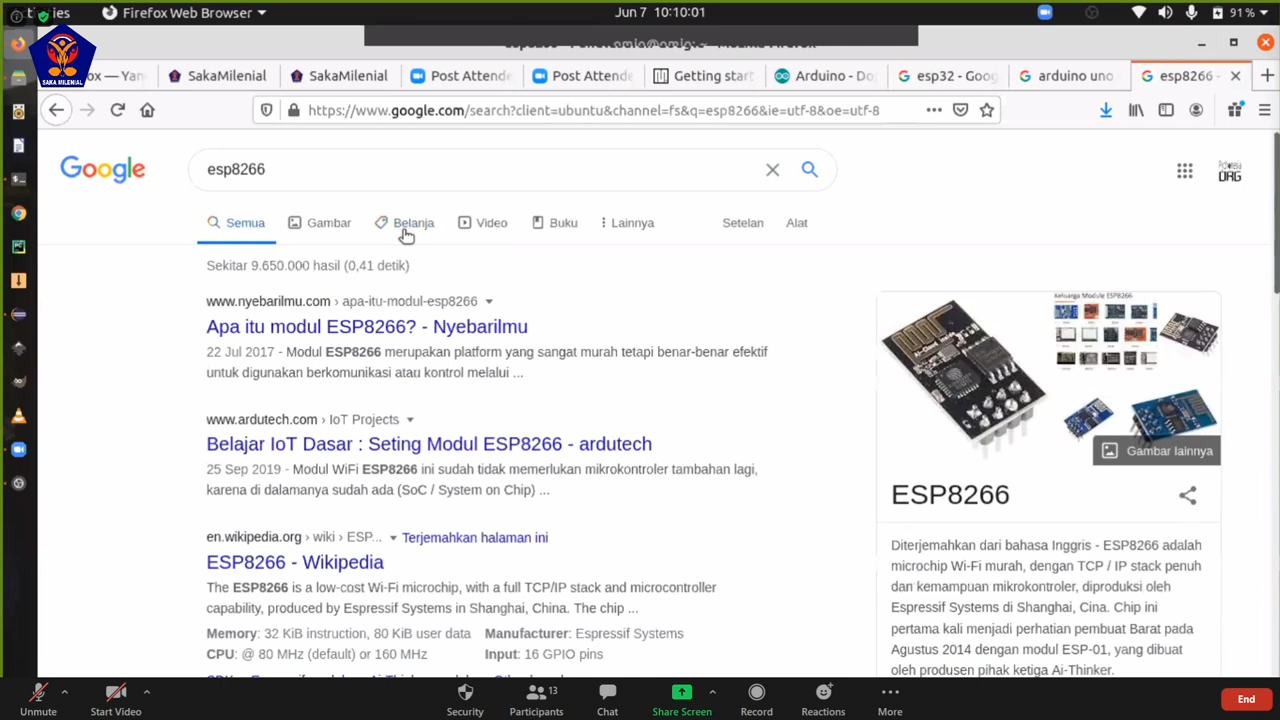 Firefox Web Browser
Jun 7 10:10:01
91 %
SAKA MILENIAL
SakaMilenial
SakaMilenial
Post Attend
Post Attende
Getting star
Arduino - Do
esp32 - Goog
arduino uno
esp8266 -
https://www.google.com/search?client=ubuntu&channel=fs&q=esp8266&ie=utf-8&oe=utf-8
Google
esp8266
Semua
Gambar
Belanja
Video
Buku
Lainnya
Setelan
Alat
Sekitar 9.650.000 hasil (0,41 detik)
www.nyebarilmu.com › apa-itu-modul-esp8266
Apa itu modul ESP8266? - Nyebarilmu
22 Jul 2017 - Modul ESP8266 merupakan platform yang sangat murah tetapi benar-benar efektif
untuk digunakan berkomunikasi atau kontrol melalui ...
www.ardutech.com › IoT Projects
Belajar IoT Dasar : Seting Modul ESP8266 - ardutech
25 Sep 2019 - Modul WiFi ESP8266 ini sudah tidak memerlukan mikrokontroler tambahan lagi,
karena di dalamanya sudah ada (SoC / System on Chip) ...
en.wikipedia.org › wiki › ESP... Terjemahkan halaman ini
ESP8266 - Wikipedia
The ESP8266 is a low-cost Wi-Fi microchip, with a full TCP/IP stack and microcontroller
capability, produced by Espressif Systems in Shanghai, China. The chip ...
Memory: 32 KiB instruction, 80 KiB user data Manufacturer: Espressif Systems
CPU: @ 80 MHz (default) or 160 MHz Input: 16 GPIO pins
Keluarga Module ESP8266
Gambar lainnya
ESP8266
Diterjemahkan dari bahasa Inggris - ESP8266 adalah
microchip Wi-Fi murah, dengan TCP / IP stack penuh
dan kemampuan mikrokontroler, diproduksi oleh
Espressif Systems di Shanghai, Cina. Chip ini
pertama kali menjadi perhatian pembuat Barat pada
Agustus 2014 dengan modul ESP-01, yang dibuat
oleh produsen pihak ketiga Ai-Thinker.
Unmute
Start Video
Security
13
Participants
Chat
Share Screen
Record
Reactions
More
End